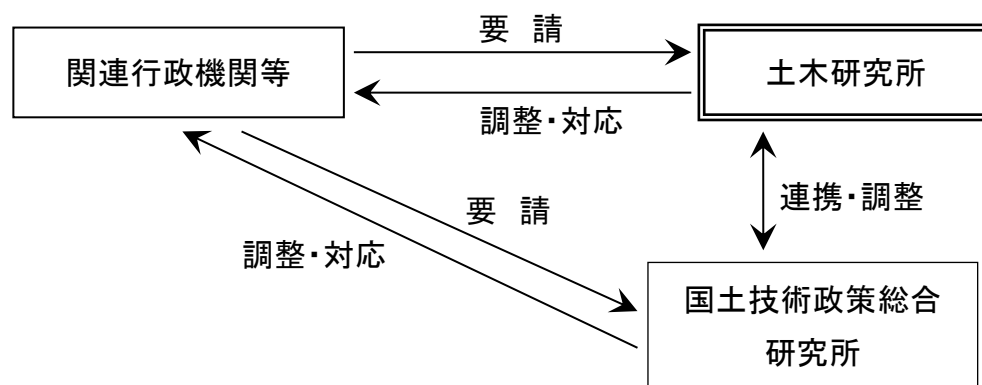 要 請
関連行政機関等
土木研究所
調整・対応
連携・調整
要 請
調整・対応
国土技術政策総合
研究所